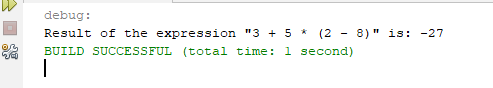 debug:
Result of the expression "3 + 5 * (2 - 8)" is: -27
BUILD SUCCESSFUL (total time: 1 second)